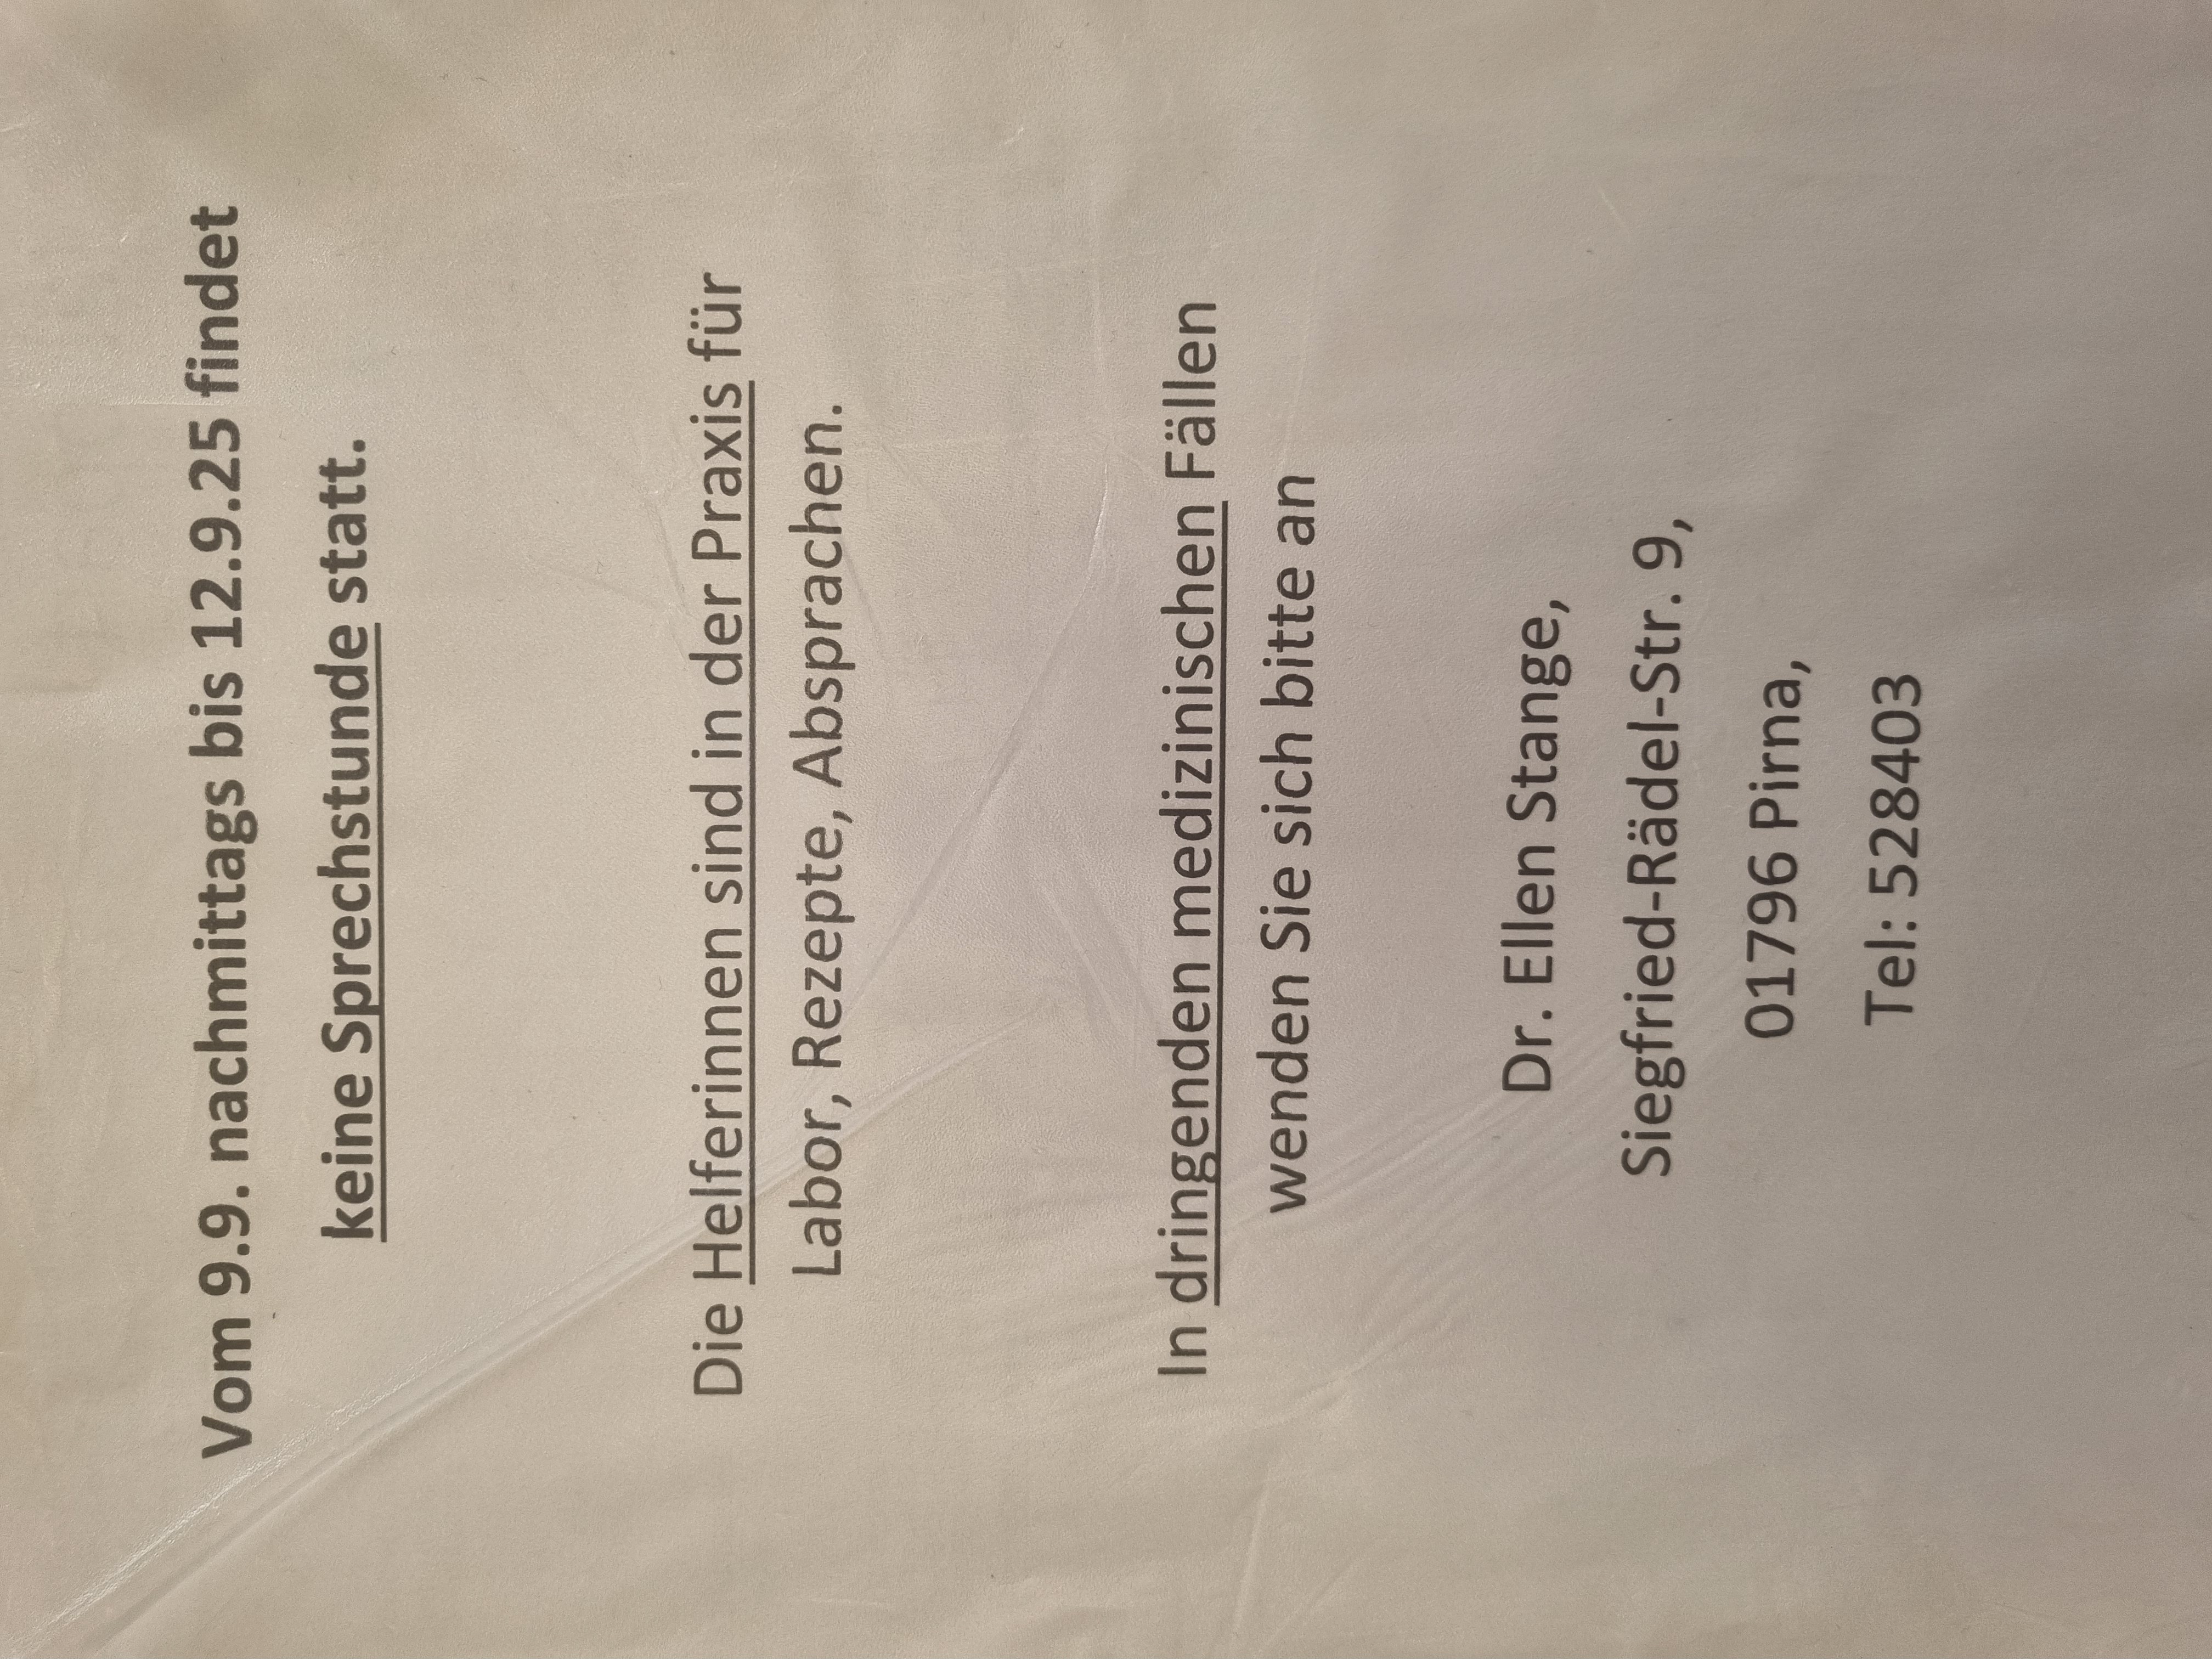 Vom 9.9. nachmittags bis 12.9.25 findet
keine Sprechstunde statt.
Die Helferinnen sind in der Praxis für
Labor, Rezepte, Absprachen.
In dringenden medizinischen Fällen
wenden Sie sich bitte an
Dr. Ellen Stange,
Siegfried-Rädel-Str. 9,
01796 Pirna,
Tel: 528403